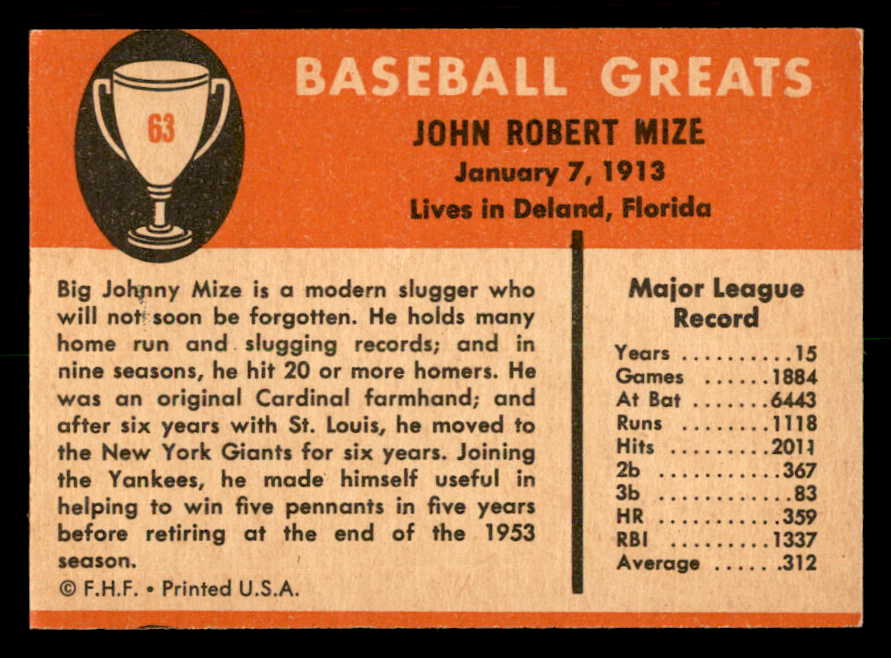 63
BASEBALL GREATS
JOHN ROBERT MIZE
January 7, 1913
Lives in Deland, Florida
Big Johnny Mize is a modern slugger who
will not soon be forgotten. He holds many
home run and slugging records; and in
nine seasons, he hit 20 or more homers. He
was an original Cardinal farmhand; and
after six years with St. Louis, he moved to
the New York Giants for six years. Joining
the Yankees, he made himself useful in
helping to win five pennants in five years
before retiring at the end of the 1953
season.
© F.H.F. • Printed U.S.A.
Major League
Record
Years ..........15
Games ......1884
At Bat .......6443
Runs .......1118
Hits .........2011
2b ...........367
3b ............83
HR ...........359
RBI .........1337
Average ......312